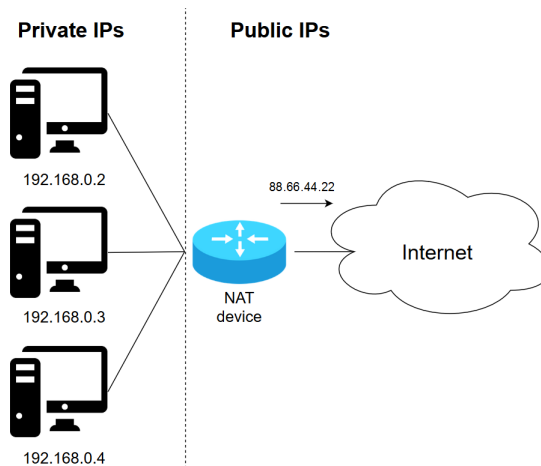 Private IPs
Public IPs
192.168.0.2
88.66.44.22
192.168.0.3
NAT
device
Internet
192.168.0.4